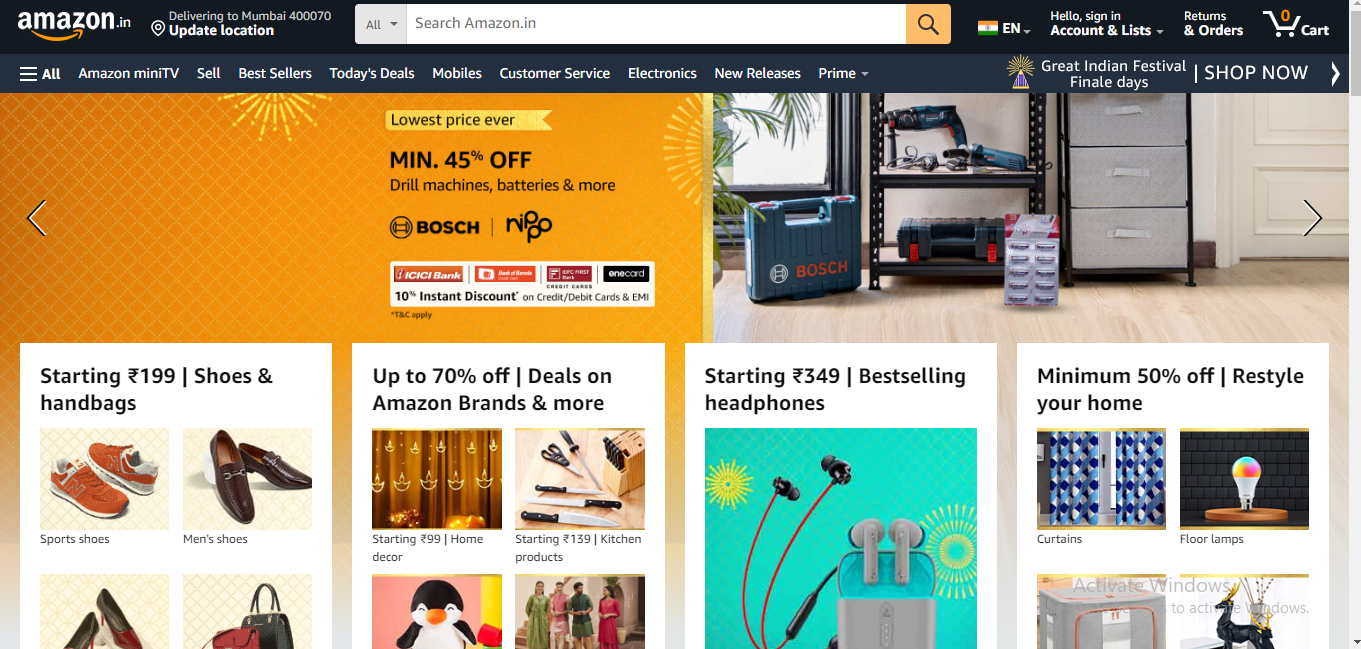 amazon.in
Delivering to Mumbai 400070
Update location
All
Search Amazon.in
EN
Hello, sign in
Account & Lists
Returns
& Orders
0
Cart
All
Amazon miniTV
Sell
Best Sellers
Today's Deals
Mobiles
Customer Service
Electronics
New Releases
Prime
Great Indian Festival
Finale days
| SHOP NOW
Lowest price ever
MIN. 45% OFF
Drill machines, batteries & more
BOSCH | nippo
ICICI Bank
Bank of Baroda
IDFC FIRST
Bank
CREDIT CARDS
onecard
10% Instant Discount* on Credit/Debit Cards & EMI
*T&C apply
BOSCH
Starting ₹199 | Shoes &
handbags
Sports shoes
Men's shoes
Up to 70% off | Deals on
Amazon Brands & more
Starting ₹99 | Home
decor
Starting ₹139 | Kitchen
products
Starting ₹349 | Bestselling
headphones
Minimum 50% off | Restyle
your home
Curtains
Floor lamps
Activate Windows
to activate Windows.